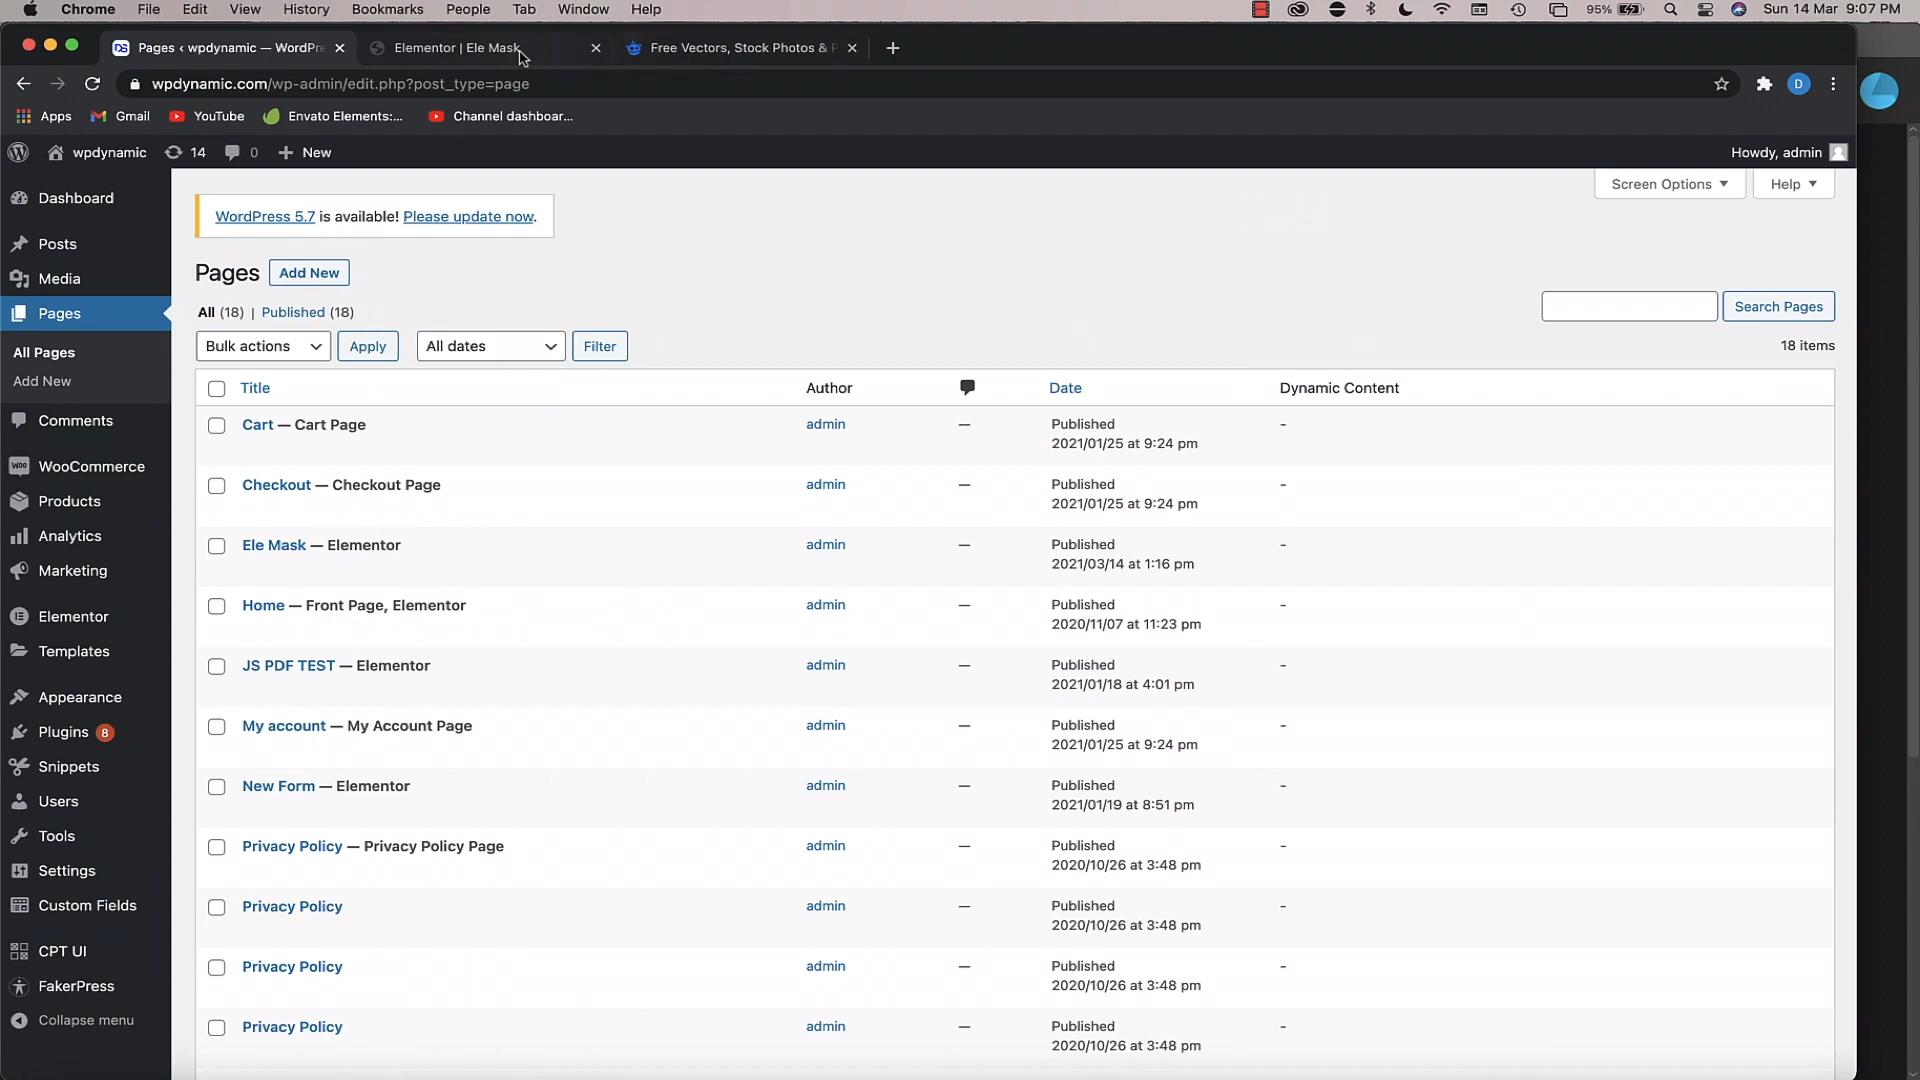 Chrome File Edit View History Bookmarks People Tab Window Help 95% Sun 14 Mar 9:07 PM
Pages ‹ wpdynamic — WordPre Elementor | Ele Mask Free Vectors, Stock Photos & P
wpdynamic.com/wp-admin/edit.php?post_type=page D
Apps Gmail YouTube Envato Elements:... Channel dashboar...
wpdynamic 14 0 New Howdy, admin
Screen Options Help
Dashboard
Posts
Media
Pages
All Pages
Add New
Comments
WooCommerce
Products
Analytics
Marketing
Elementor
Templates
Appearance
Plugins 8
Snippets
Users
Tools
Settings
Custom Fields
CPT UI
FakerPress
Collapse menu
WordPress 5.7 is available! Please update now.
Pages Add New
All (18) | Published (18)
Search Pages
Bulk actions Apply All dates Filter 18 items
Title Author Date Dynamic Content
Cart — Cart Page admin — Published -
2021/01/25 at 9:24 pm
Checkout — Checkout Page admin — Published -
2021/01/25 at 9:24 pm
Ele Mask — Elementor admin — Published -
2021/03/14 at 1:16 pm
Home — Front Page, Elementor admin — Published -
2020/11/07 at 11:23 pm
JS PDF TEST — Elementor admin — Published -
2021/01/18 at 4:01 pm
My account — My Account Page admin — Published -
2021/01/25 at 9:24 pm
New Form — Elementor admin — Published -
2021/01/19 at 8:51 pm
Privacy Policy — Privacy Policy Page admin — Published -
2020/10/26 at 3:48 pm
Privacy Policy admin — Published -
2020/10/26 at 3:48 pm
Privacy Policy admin — Published -
2020/10/26 at 3:48 pm
Privacy Policy admin — Published -
2020/10/26 at 3:48 pm